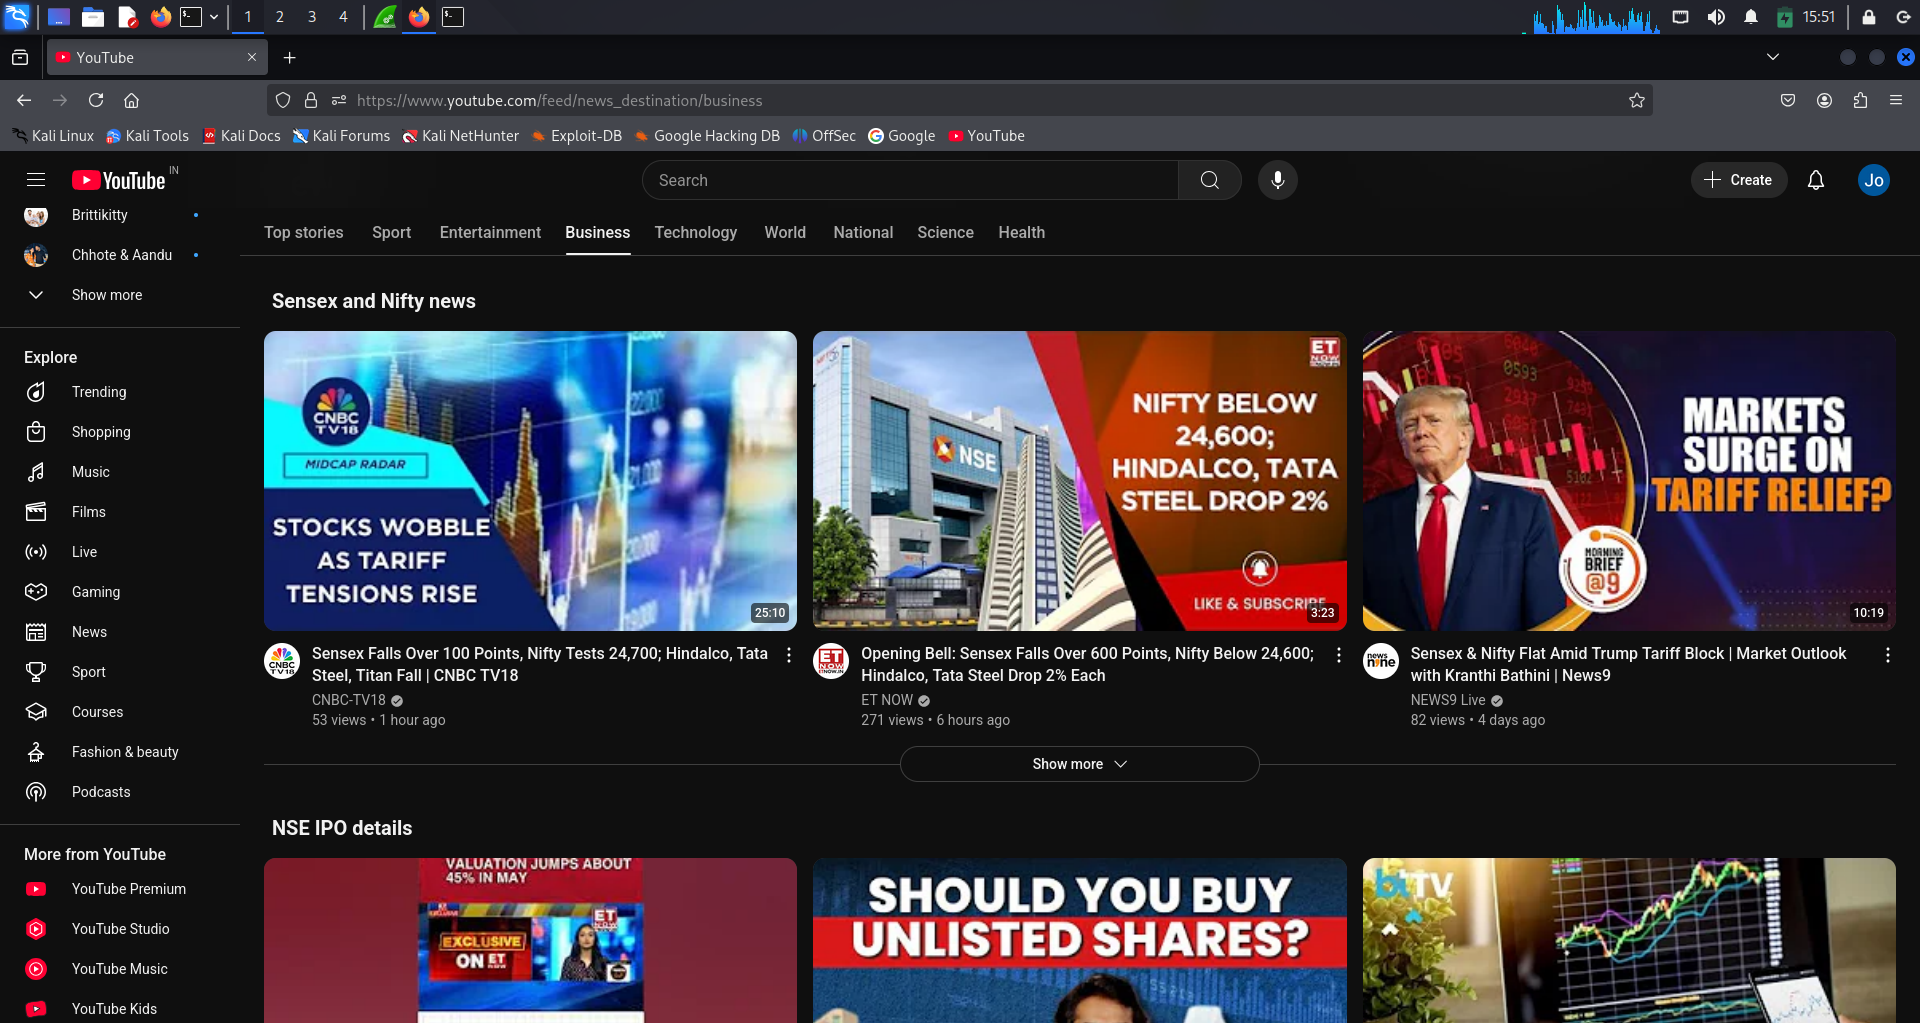 1 2 3 4
15:51
YouTube
https://www.youtube.com/feed/news_destination/business
Kali Linux Kali Tools Kali Docs Kali Forums Kali NetHunter Exploit-DB Google Hacking DB OffSec Google YouTube
YouTube IN
Search
Create
Jo
Brittikitty
Chhote & Aandu
Show more
Explore
Trending
Shopping
Music
Films
Live
Gaming
News
Sport
Courses
Fashion & beauty
Podcasts
More from YouTube
YouTube Premium
YouTube Studio
YouTube Music
YouTube Kids
Top stories Sport Entertainment Business Technology World National Science Health
Sensex and Nifty news
CNBC
TV18
MIDCAP RADAR
STOCKS WOBBLE
AS TARIFF
TENSIONS RISE
25:10
CNBC
TV18
Sensex Falls Over 100 Points, Nifty Tests 24,700; Hindalco, Tata
Steel, Titan Fall | CNBC TV18
CNBC-TV18
53 views • 1 hour ago
ET
NOW
NSE
NIFTY BELOW
24,600;
HINDALCO, TATA
STEEL DROP 2%
LIKE & SUBSCRIBE
3:23
ET
NOW
Opening Bell: Sensex Falls Over 600 Points, Nifty Below 24,600;
Hindalco, Tata Steel Drop 2% Each
ET NOW
271 views • 6 hours ago
0593
MARKETS
SURGE ON
TARIFF RELIEF?
MORNING
BRIEF
@9
10:19
news
nine
Sensex & Nifty Flat Amid Trump Tariff Block | Market Outlook
with Kranthi Bathini | News9
NEWS9 Live
82 views • 4 days ago
Show more
NSE IPO details
VALUATION JUMPS ABOUT
45% IN MAY
EXCLUSIVE
ON ET
NOW
ET
NOW
SHOULD YOU BUY
UNLISTED SHARES?
btTV